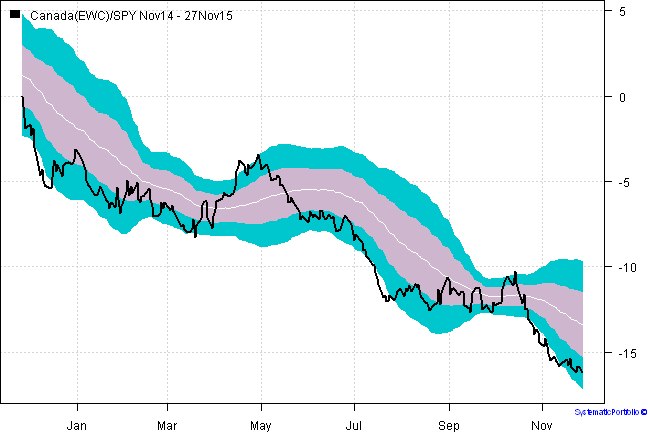 Canada(EWC)/SPY Nov14 - 27Nov15
5
0
-5
-10
-15
Jan Mar May Jul Sep Nov
SystematicPortfolio ©